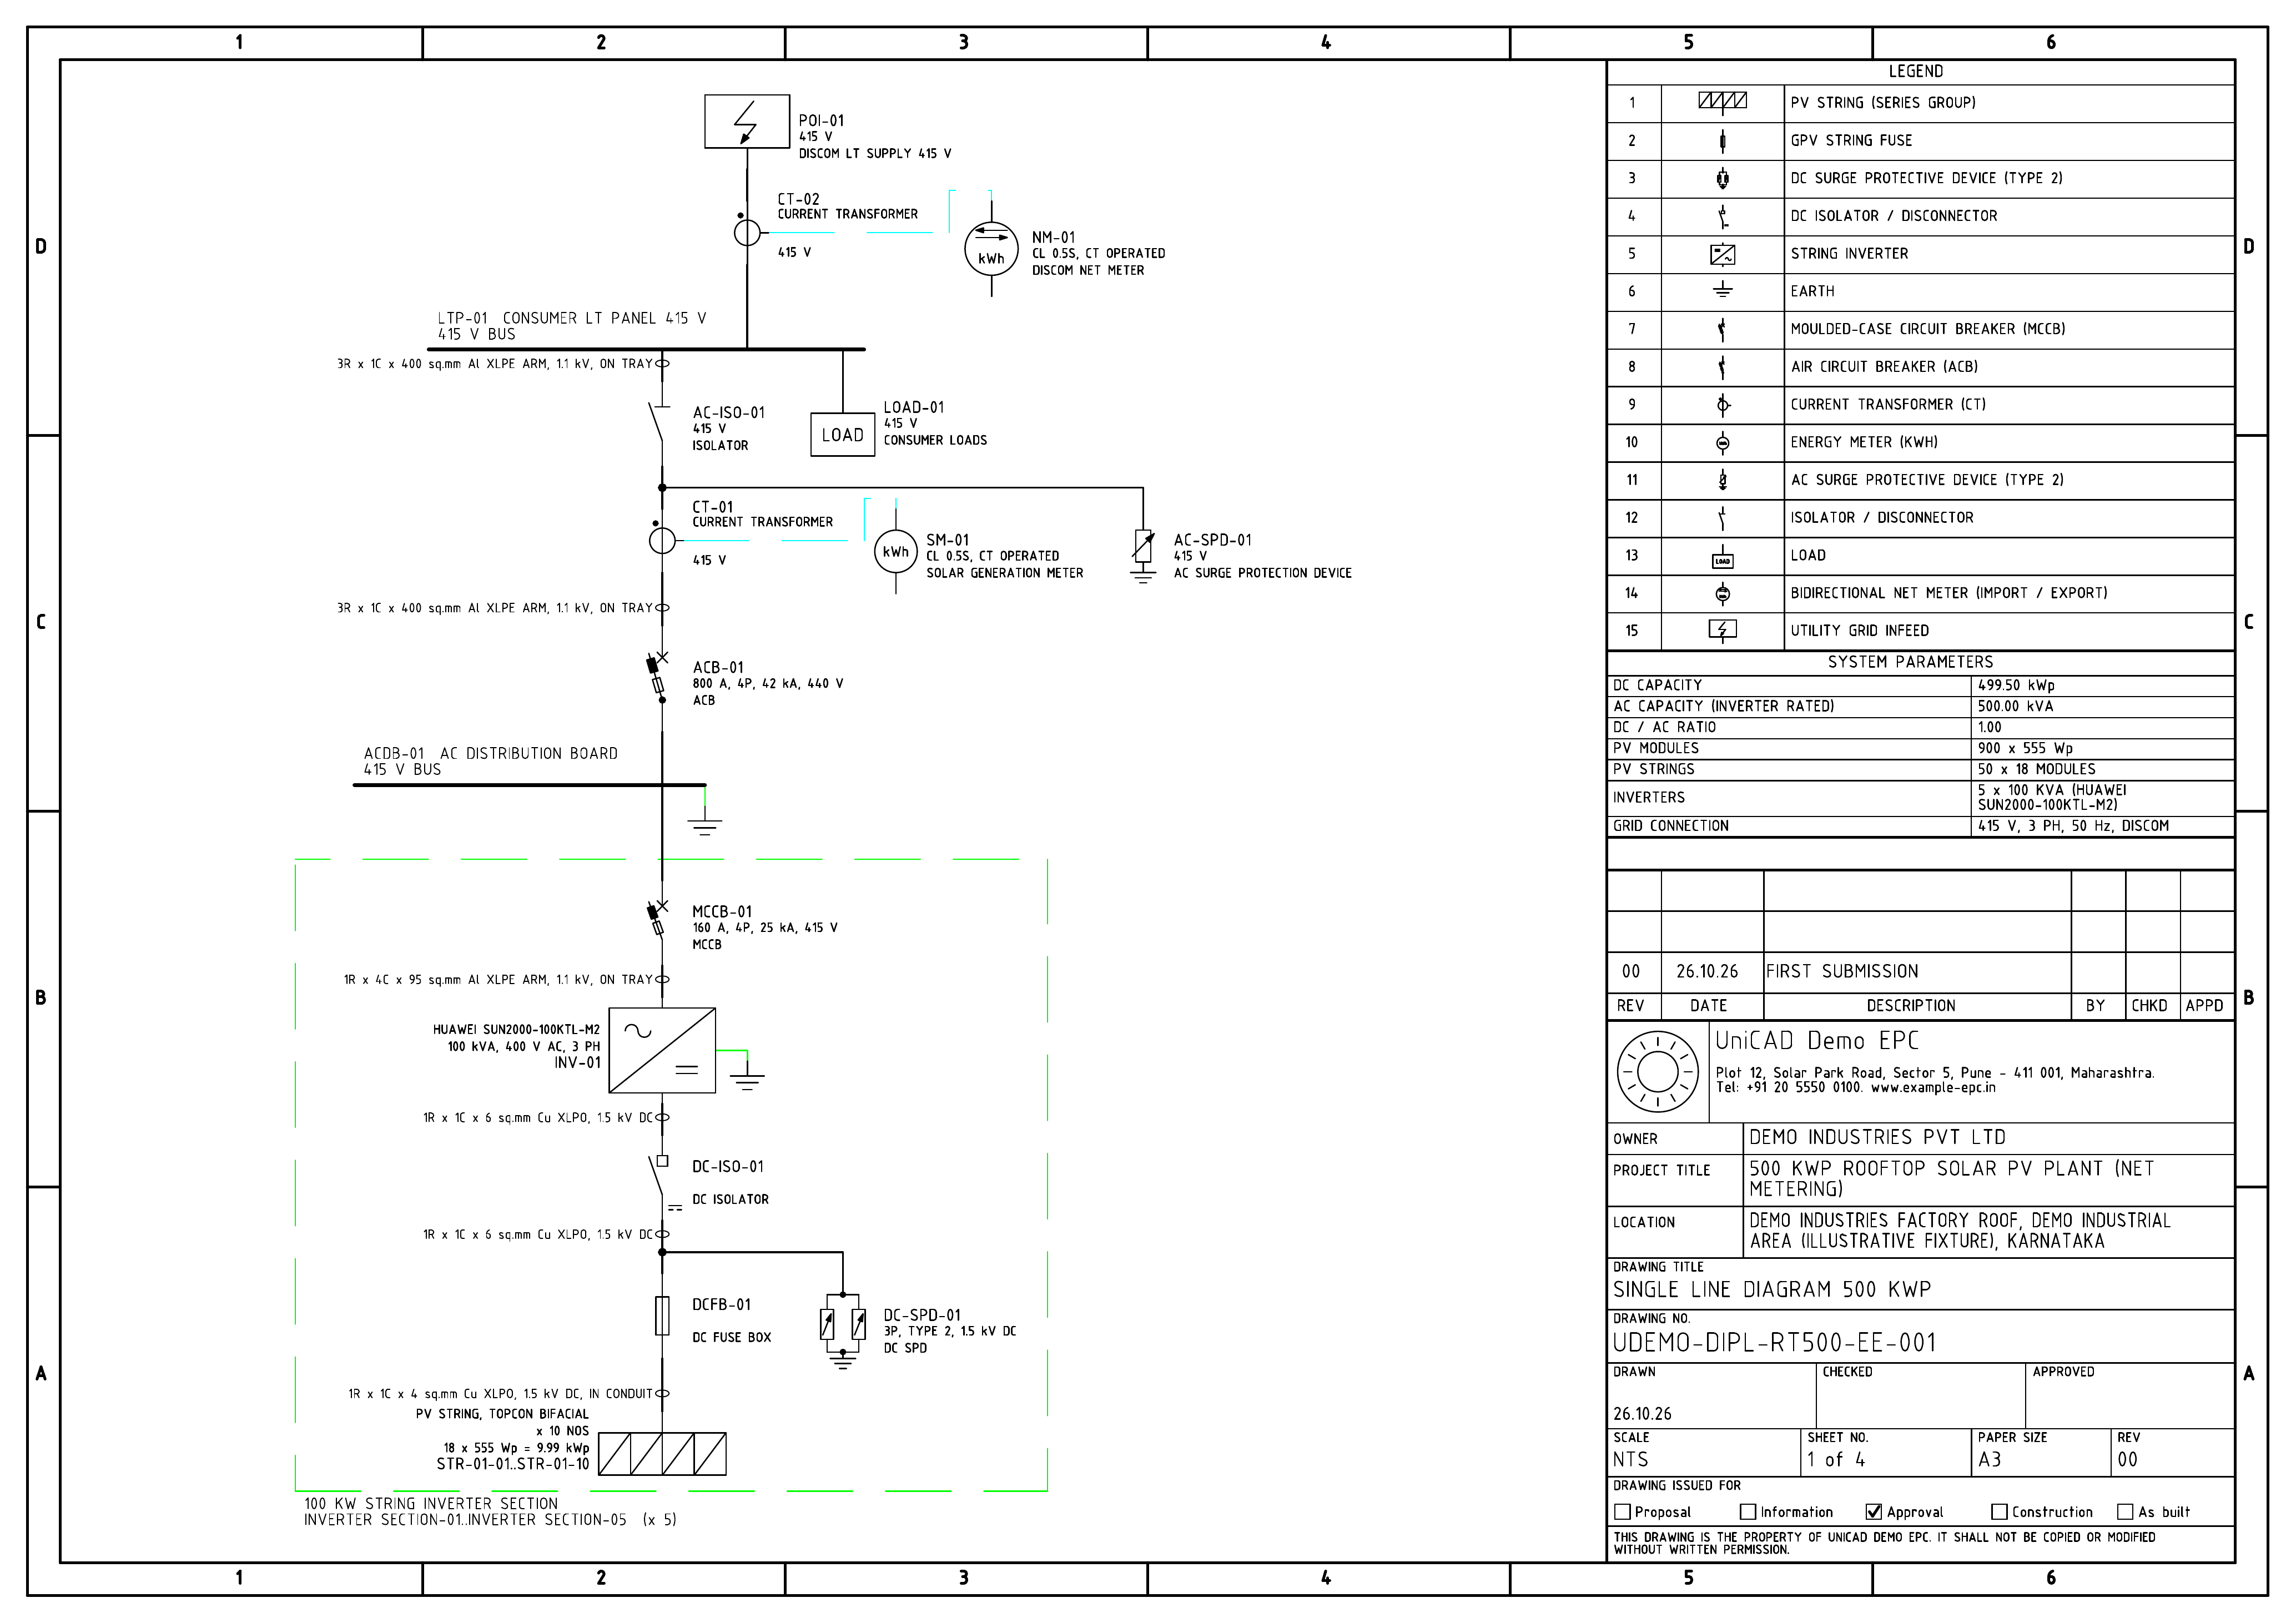 1 2 3 4 5 6
D
C
B
A
POI-01
415 V
DISCOM LT SUPPLY 415 V
CT-02
CURRENT TRANSFORMER
415 V
kWh
NM-01
CL 0.5S, CT OPERATED
DISCOM NET METER
LTP-01 CONSUMER LT PANEL 415 V
415 V BUS
3R x 1C x 400 sq.mm Al XLPE ARM, 1.1 kV, ON TRAY
AC-ISO-01
415 V
ISOLATOR
LOAD
LOAD-01
415 V
CONSUMER LOADS
CT-01
CURRENT TRANSFORMER
415 V
kWh
SM-01
CL 0.5S, CT OPERATED
SOLAR GENERATION METER
AC-SPD-01
415 V
AC SURGE PROTECTION DEVICE
3R x 1C x 400 sq.mm Al XLPE ARM, 1.1 kV, ON TRAY
ACB-01
800 A, 4P, 42 kA, 440 V
ACB
ACDB-01 AC DISTRIBUTION BOARD
415 V BUS
MCCB-01
160 A, 4P, 25 kA, 415 V
MCCB
1R x 4C x 95 sq.mm Al XLPE ARM, 1.1 kV, ON TRAY
HUAWEI SUN2000-100KTL-M2
100 kVA, 400 V AC, 3 PH
INV-01
1R x 1C x 6 sq.mm Cu XLPO, 1.5 kV DC
DC-ISO-01
DC ISOLATOR
1R x 1C x 6 sq.mm Cu XLPO, 1.5 kV DC
DCFB-01
DC FUSE BOX
DC-SPD-01
3P, TYPE 2, 1.5 kV DC
DC SPD
1R x 1C x 4 sq.mm Cu XLPO, 1.5 kV DC, IN CONDUIT
PV STRING, TOPCON BIFACIAL
x 10 NOS
18 x 555 Wp = 9.99 kWp
STR-01-01..STR-01-10
100 KW STRING INVERTER SECTION
INVERTER SECTION-01..INVERTER SECTION-05 (x 5)
LEGEND
1 PV STRING (SERIES GROUP)
2 GPV STRING FUSE
3 DC SURGE PROTECTIVE DEVICE (TYPE 2)
4 DC ISOLATOR / DISCONNECTOR
5 STRING INVERTER
6 EARTH
7 MOULDED-CASE CIRCUIT BREAKER (MCCB)
8 AIR CIRCUIT BREAKER (ACB)
9 CURRENT TRANSFORMER (CT)
10 ENERGY METER (KWH)
11 AC SURGE PROTECTIVE DEVICE (TYPE 2)
12 ISOLATOR / DISCONNECTOR
13 LOAD LOAD
14 BIDIRECTIONAL NET METER (IMPORT / EXPORT)
15 UTILITY GRID INFEED
SYSTEM PARAMETERS
DC CAPACITY 499.50 kWp
AC CAPACITY (INVERTER RATED) 500.00 kVA
DC / AC RATIO 1.00
PV MODULES 900 x 555 Wp
PV STRINGS 50 x 18 MODULES
INVERTERS 5 x 100 KVA (HUAWEI
SUN2000-100KTL-M2)
GRID CONNECTION 415 V, 3 PH, 50 Hz, DISCOM
00 26.10.26 FIRST SUBMISSION
REV DATE DESCRIPTION BY CHKD APPD
UniCAD Demo EPC
Plot 12, Solar Park Road, Sector 5, Pune - 411 001, Maharashtra.
Tel: +91 20 5550 0100. www.example-epc.in
OWNER DEMO INDUSTRIES PVT LTD
PROJECT TITLE 500 KWP ROOFTOP SOLAR PV PLANT (NET
METERING)
LOCATION DEMO INDUSTRIES FACTORY ROOF, DEMO INDUSTRIAL
AREA (ILLUSTRATIVE FIXTURE), KARNATAKA
DRAWING TITLE
SINGLE LINE DIAGRAM 500 KWP
DRAWING NO.
UDEMO-DIPL-RT500-EE-001
DRAWN CHECKED APPROVED
26.10.26
SCALE SHEET NO. PAPER SIZE REV
NTS 1 of 4 A3 00
DRAWING ISSUED FOR
Proposal Information Approval Construction As built
THIS DRAWING IS THE PROPERTY OF UNICAD DEMO EPC. IT SHALL NOT BE COPIED OR MODIFIED
WITHOUT WRITTEN PERMISSION.
D
C
B
A
1 2 3 4 5 6